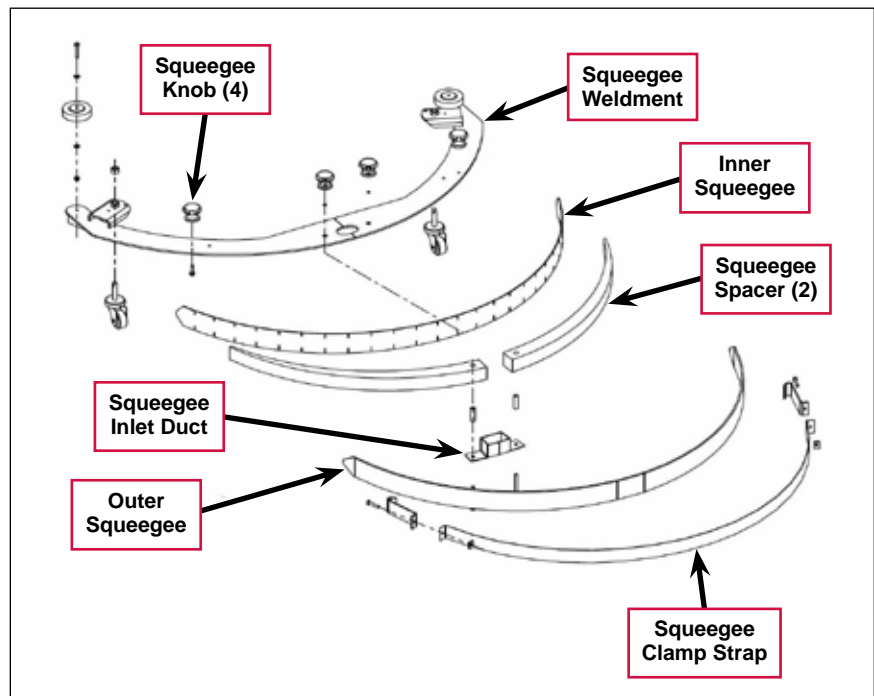 Squeegee
Knob (4)
Squeegee
Weldment
Inner
Squeegee
Squeegee
Spacer (2)
Squeegee
Inlet Duct
Outer
Squeegee
Squeegee
Clamp Strap